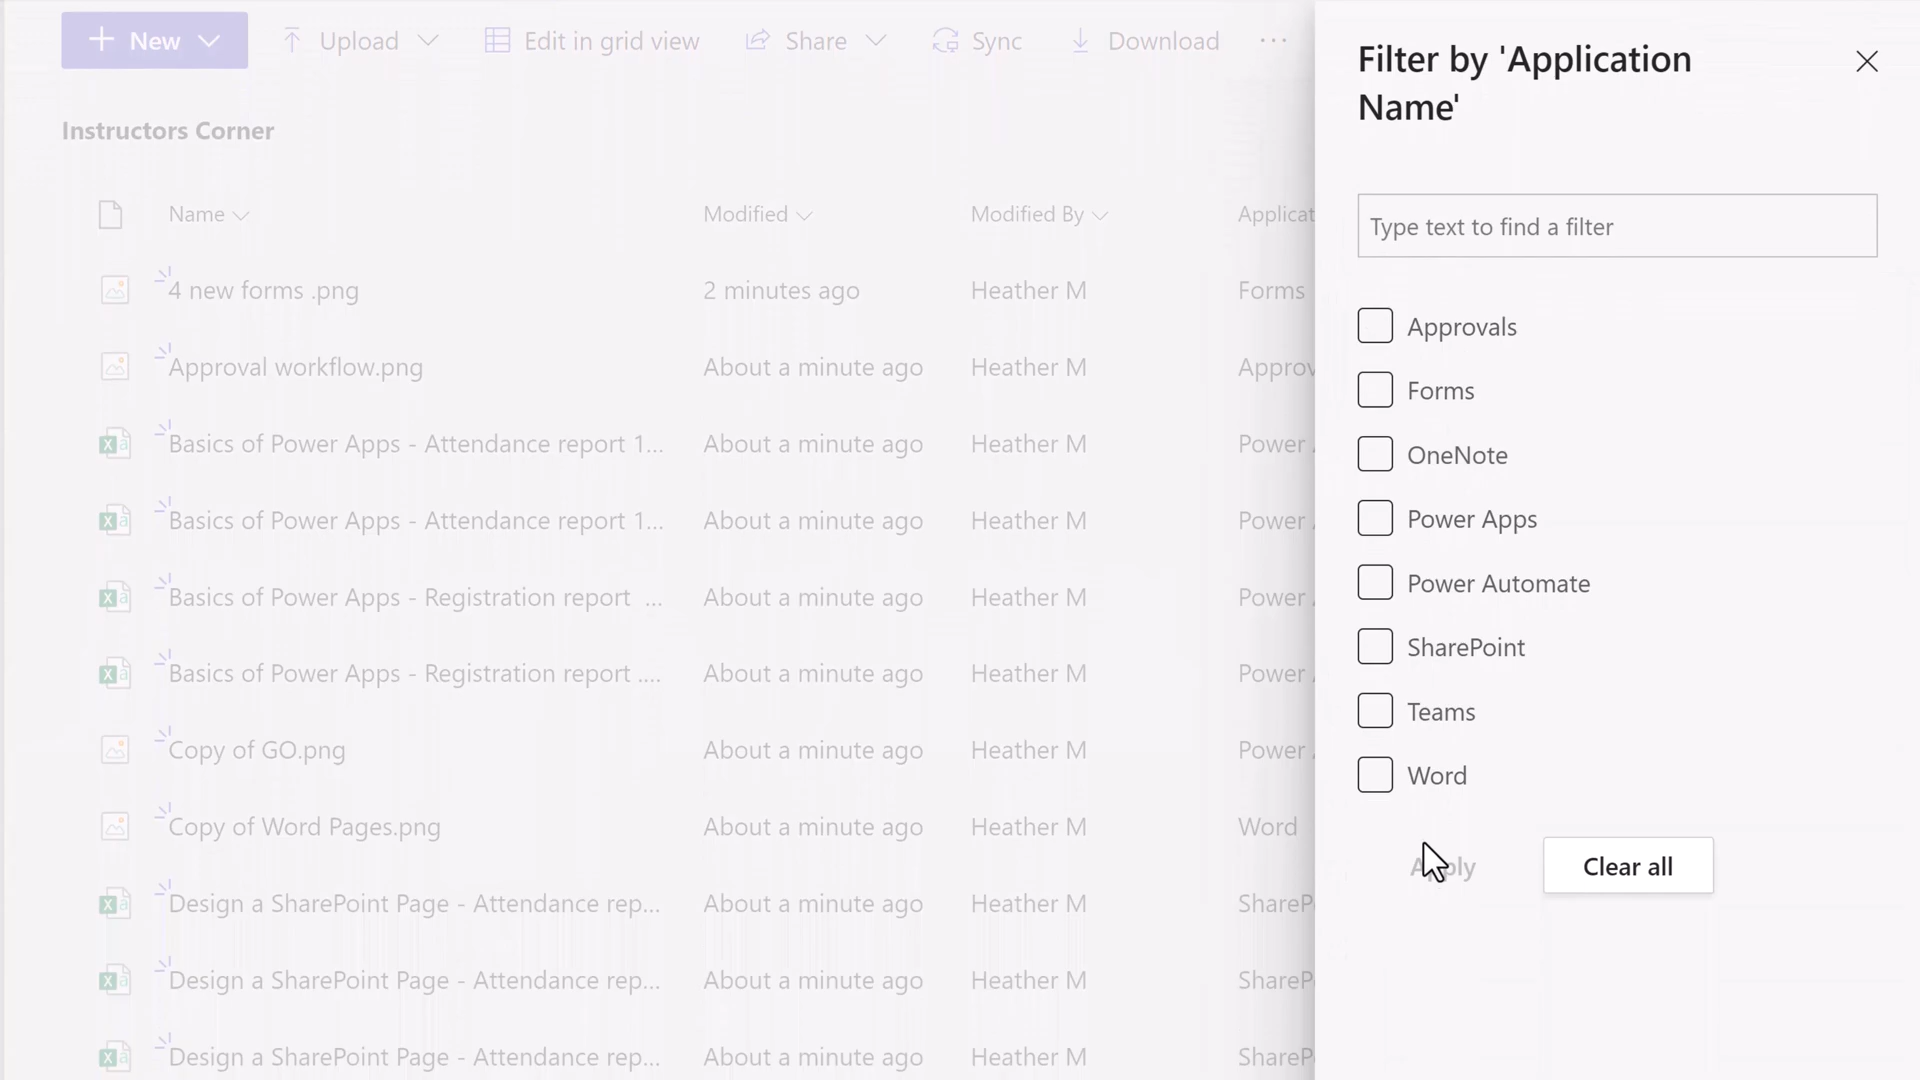 New
Upload
Edit in grid view
Share
Sync
Download
Instructors Corner
Name Modified Modified By Applicat
4 new forms .png 2 minutes ago Heather M Forms
Approval workflow.png About a minute ago Heather M Approv
Basics of Power Apps - Attendance report 1... About a minute ago Heather M Power
Basics of Power Apps - Attendance report 1... About a minute ago Heather M Power
Basics of Power Apps - Registration report ... About a minute ago Heather M Power
Basics of Power Apps - Registration report .... About a minute ago Heather M Power
Copy of GO.png About a minute ago Heather M Power
Copy of Word Pages.png About a minute ago Heather M Word
Design a SharePoint Page - Attendance rep... About a minute ago Heather M ShareP
Design a SharePoint Page - Attendance rep... About a minute ago Heather M ShareP
Design a SharePoint Page - Attendance rep... About a minute ago Heather M ShareP
Filter by 'Application
Name'
Type text to find a filter
Approvals
Forms
OneNote
Power Apps
Power Automate
SharePoint
Teams
Word
Apply
Clear all